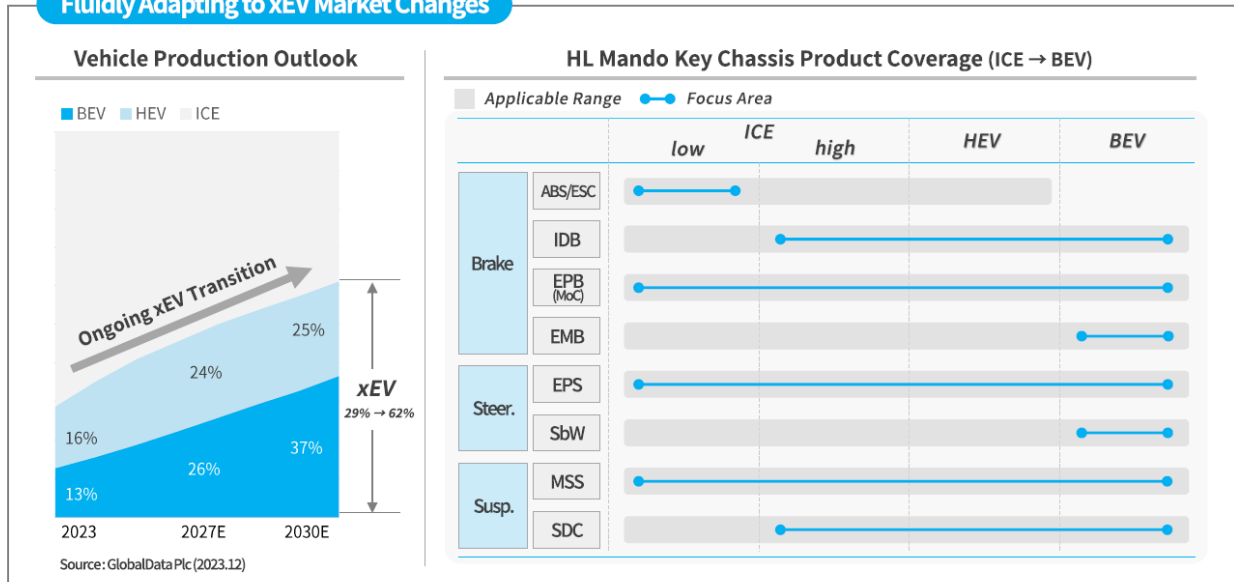 Fluidly Adapting to xEV Market Changes
Vehicle Production Outlook
BEV HEV ICE
Ongoing xEV Transition
16%
13%
24%
26%
25%
37%
xEV
29% → 62%
2023 2027E 2030E
Source : GlobalData Plc (2023.12)
HL Mando Key Chassis Product Coverage (ICE → BEV)
Applicable Range Focus Area
ICE
low high HEV BEV
Brake
ABS/ESC
IDB
EPB
(MoC)
EMB
Steer.
EPS
SbW
Susp.
MSS
SDC